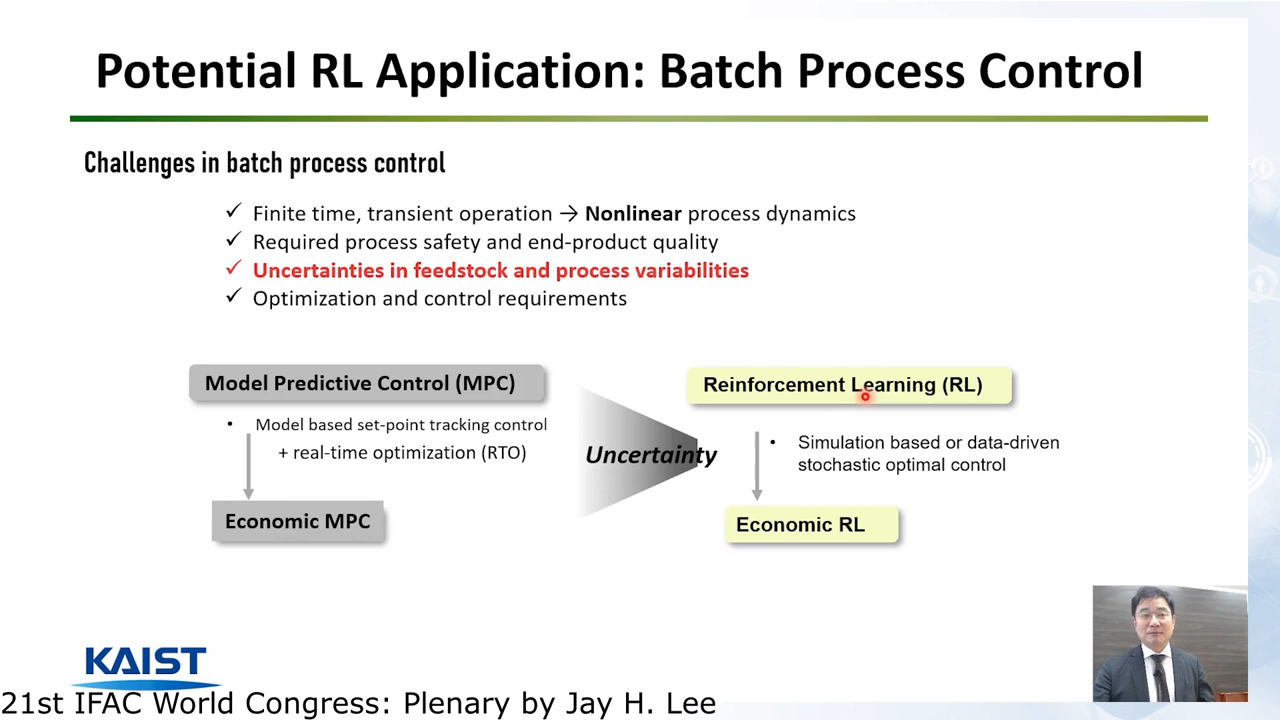 Potential RL Application: Batch Process Control
Challenges in batch process control
✓ Finite time, transient operation → Nonlinear process dynamics
✓ Required process safety and end-product quality
✓ Uncertainties in feedstock and process variabilities
✓ Optimization and control requirements
Model Predictive Control (MPC)
• Model based set-point tracking control
+ real-time optimization (RTO)
Economic MPC
Uncertainty
Reinforcement Learning (RL)
• Simulation based or data-driven
stochastic optimal control
Economic RL
KAIST
21st IFAC World Congress: Plenary by Jay H. Lee